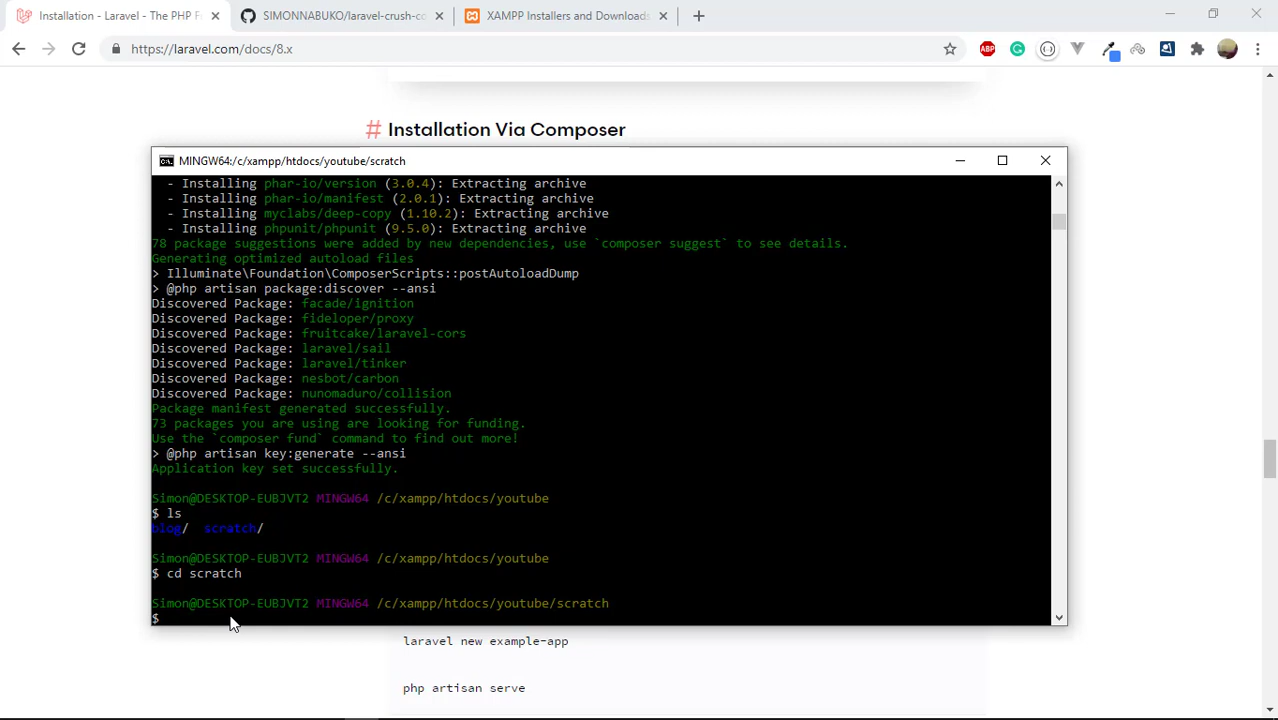 Installation - Laravel - The PHP F
SIMONNABUKO/laravel-crush-co
XAMPP Installers and Downloads
https://laravel.com/docs/8.x
ABP
# Installation Via Composer
MINGW64:/c/xampp/htdocs/youtube/scratch
- Installing phar-io/version (3.0.4): Extracting archive
- Installing phar-io/manifest (2.0.1): Extracting archive
- Installing myclabs/deep-copy (1.10.2): Extracting archive
- Installing phpunit/phpunit (9.5.0): Extracting archive
78 package suggestions were added by new dependencies, use `composer suggest` to see details.
Generating optimized autoload files
> Illuminate\Foundation\ComposerScripts::postAutoloadDump
> @php artisan package:discover --ansi
Discovered Package: facade/ignition
Discovered Package: fideloper/proxy
Discovered Package: fruitcake/laravel-cors
Discovered Package: laravel/sail
Discovered Package: laravel/tinker
Discovered Package: nesbot/carbon
Discovered Package: nunomaduro/collision
Package manifest generated successfully.
73 packages you are using are looking for funding.
Use the `composer fund` command to find out more!
> @php artisan key:generate --ansi
Application key set successfully.
Simon@DESKTOP-EUBJVT2 MINGW64 /c/xampp/htdocs/youtube
$ ls
blog/ scratch/
Simon@DESKTOP-EUBJVT2 MINGW64 /c/xampp/htdocs/youtube
$ cd scratch
Simon@DESKTOP-EUBJVT2 MINGW64 /c/xampp/htdocs/youtube/scratch
$
laravel new example-app
php artisan serve